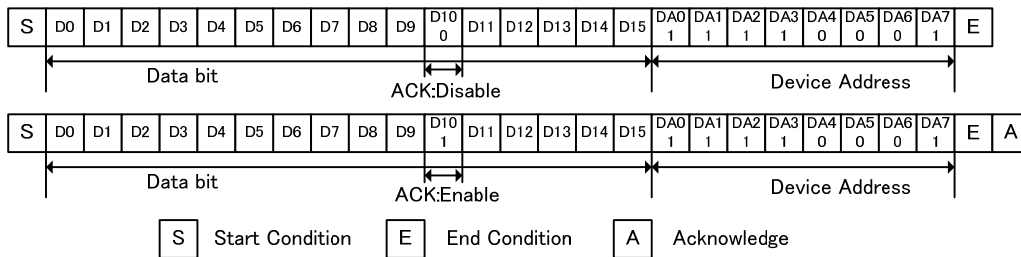 S D0 D1 D2 D3 D4 D5 D6 D7 D8 D9 D10 0 D11 D12 D13 D14 D15 DA0 1 DA1 1 DA2 1 DA3 1 DA4 0 DA5 0 DA6 0 DA7 1 E
Data bit ACK:Disable Device Address
S D0 D1 D2 D3 D4 D5 D6 D7 D8 D9 D10 1 D11 D12 D13 D14 D15 DA0 1 DA1 1 DA2 1 DA3 1 DA4 0 DA5 0 DA6 0 DA7 1 E A
Data bit ACK:Enable Device Address
S Start Condition E End Condition A Acknowledge